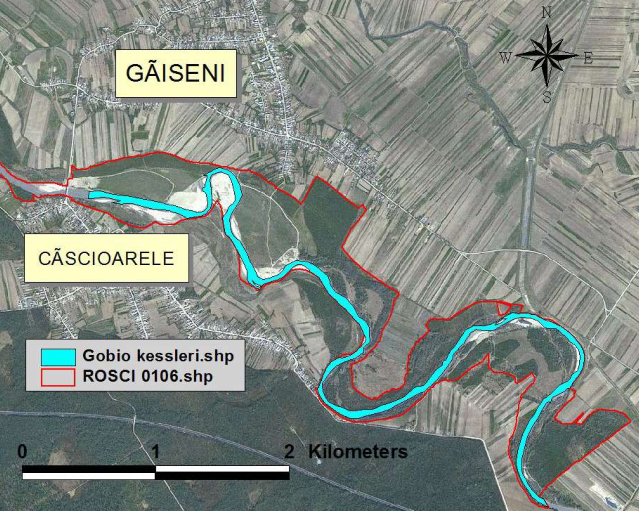 N
W E
S
GÃISENI
CÃSCIOARELE
Gobio kessleri.shp
ROSCI 0106.shp
0 1 2 Kilometers